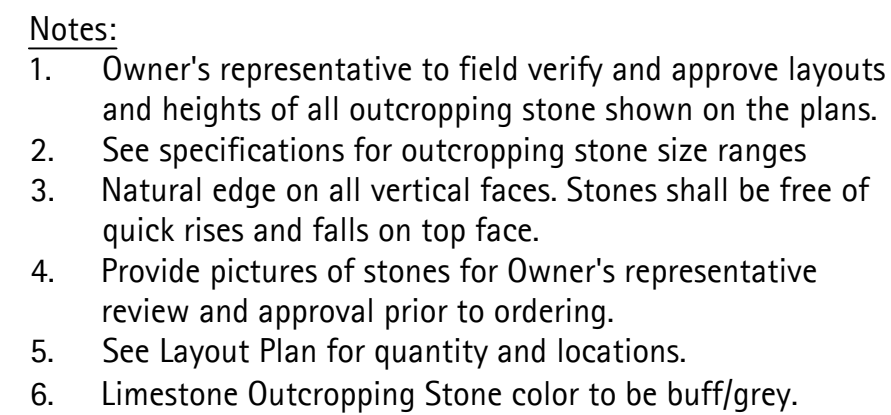 Notes:
1. Owner's representative to field verify and approve layouts
and heights of all outcropping stone shown on the plans.
2. See specifications for outcropping stone size ranges
3. Natural edge on all vertical faces. Stones shall be free of
quick rises and falls on top face.
4. Provide pictures of stones for Owner's representative
review and approval prior to ordering.
5. See Layout Plan for quantity and locations.
6. Limestone Outcropping Stone color to be buff/grey.